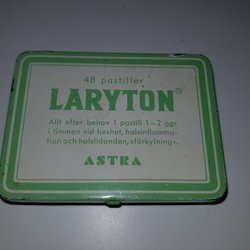 48 pastiller
LARYTON®
Allt efter behov 1 pastill 1–2 ggr
i timmen vid heshet, halsinflamma-
tion och halslidanden, »förkylning».
ASTRA